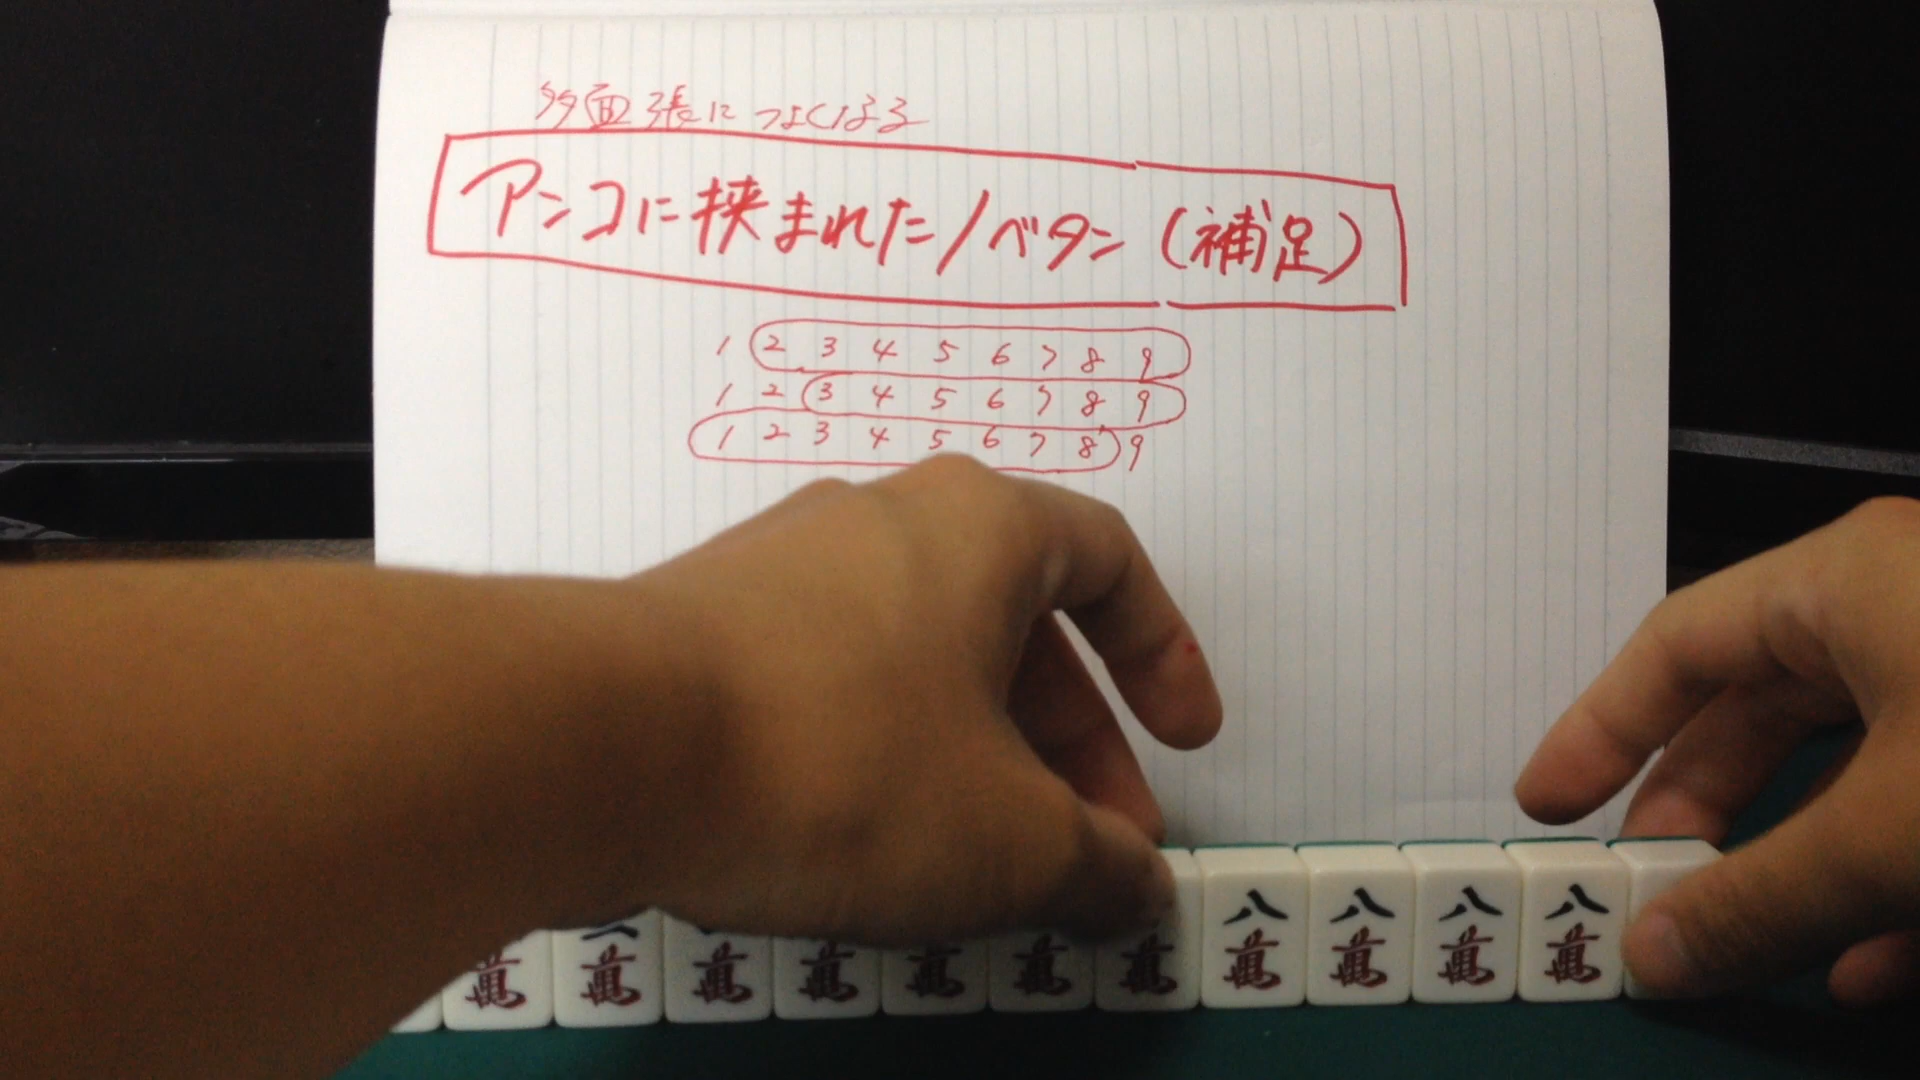 多面張につよくなる
アンコに挟まれたノベタン(補足)
1 2 3 4 5 6 7 8 9
1 2 3 4 5 6 7 8 9
1 2 3 4 5 6 7 8 9
萬 萬 萬 萬 萬 萬 萬 八萬 八萬 八萬 八萬